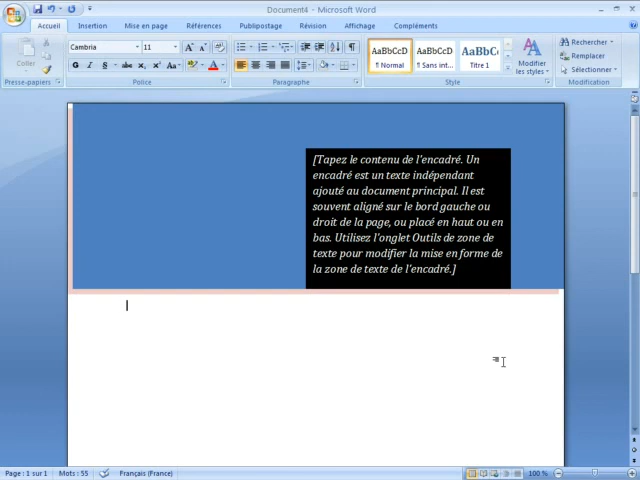 Document4 - Microsoft Word
Accueil Insertion Mise en page Références Publipostage Révision Affichage Compléments
Coller
Cambria 11
G I S abc x₂ x² Aa A
AaBbCcD AaBbCcD AaBbC
¶ Normal ¶ Sans int... Titre 1
Modifier les styles
Rechercher
Remplacer
Sélectionner
Presse-papiers Police Paragraphe Style Modification
[Tapez le contenu de l'encadré. Un
encadré est un texte indépendant
ajouté au document principal. Il est
souvent aligné sur le bord gauche ou
droit de la page, ou placé en haut ou en
bas. Utilisez l'onglet Outils de zone de
texte pour modifier la mise en forme de
la zone de texte de l'encadré.]
Page : 1 sur 1 Mots : 55 Français (France) 100 %